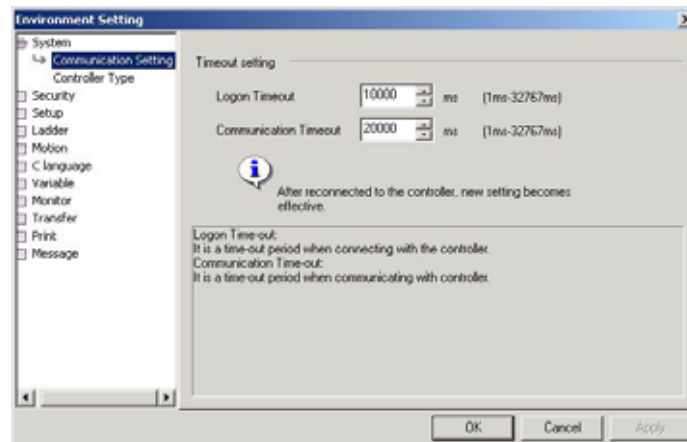 Environment Setting
System
Communication Setting
Controller Type
Security
Setup
Ladder
Motion
C language
Variable
Monitor
Transfer
Print
Message
Timeout setting
Logon Timeout 10000 ms (1ms-32767ms)
Communication Timeout 20000 ms (1ms-32767ms)
After reconnected to the controller, new setting becomes
effective.
Logon Time-out:
It is a time-out period when connecting with the controller.
Communication Time-out:
It is a time-out period when communicating with controller.
OK Cancel Apply